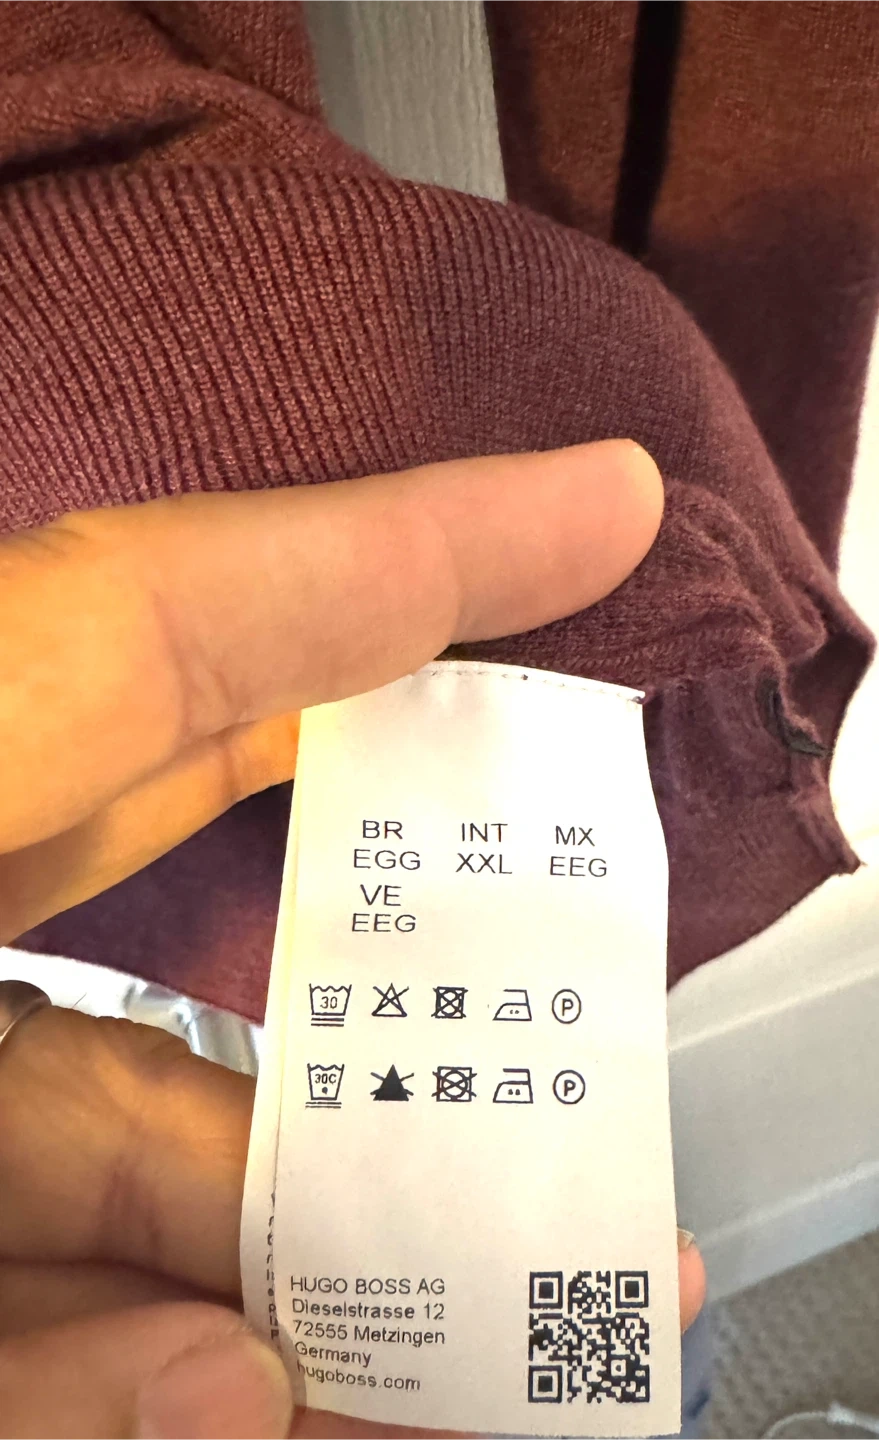 BR INT MX
EGG XXL EEG
VE
EEG
30 P
30C P
HUGO BOSS AG
Dieselstrasse 12
72555 Metzingen
Germany
hugoboss.com